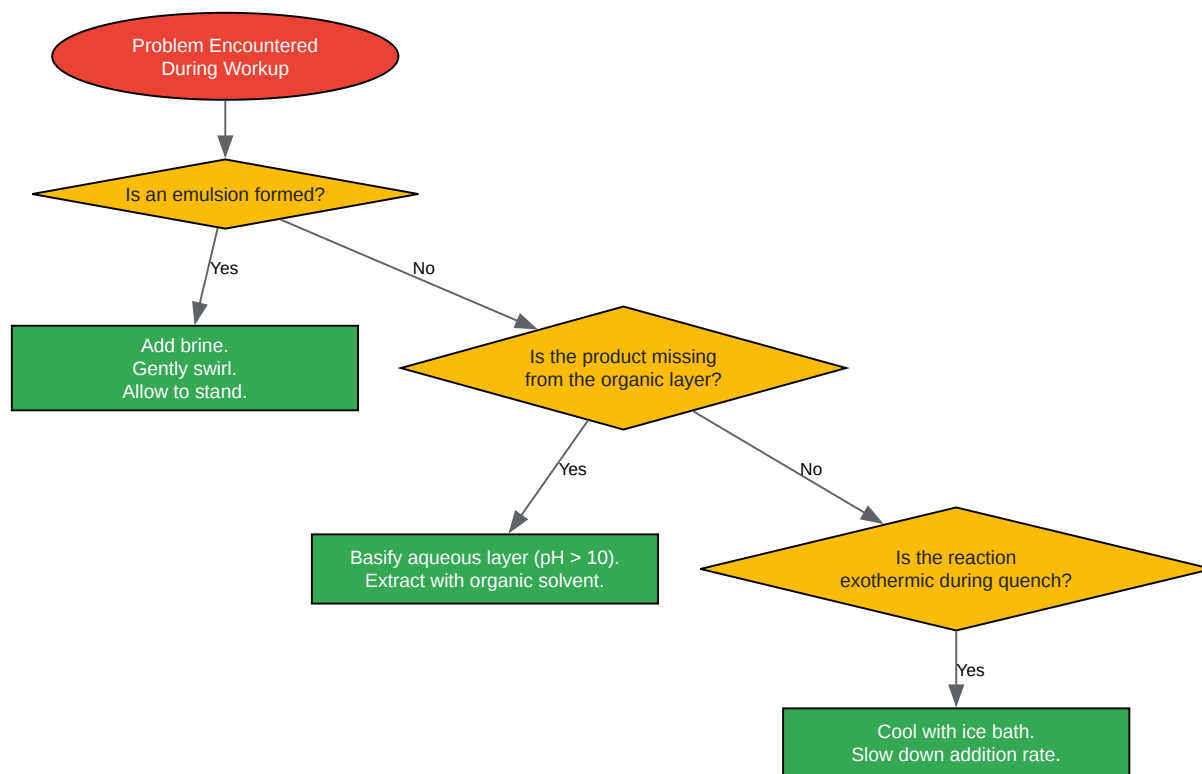 Problem Encountered
During Workup
Is an emulsion formed?
Yes
No
Add brine.
Gently swirl.
Allow to stand.
Is the product missing
from the organic layer?
Yes
No
Basify aqueous layer (pH > 10).
Extract with organic solvent.
Is the reaction
exothermic during quench?
Yes
Cool with ice bath.
Slow down addition rate.